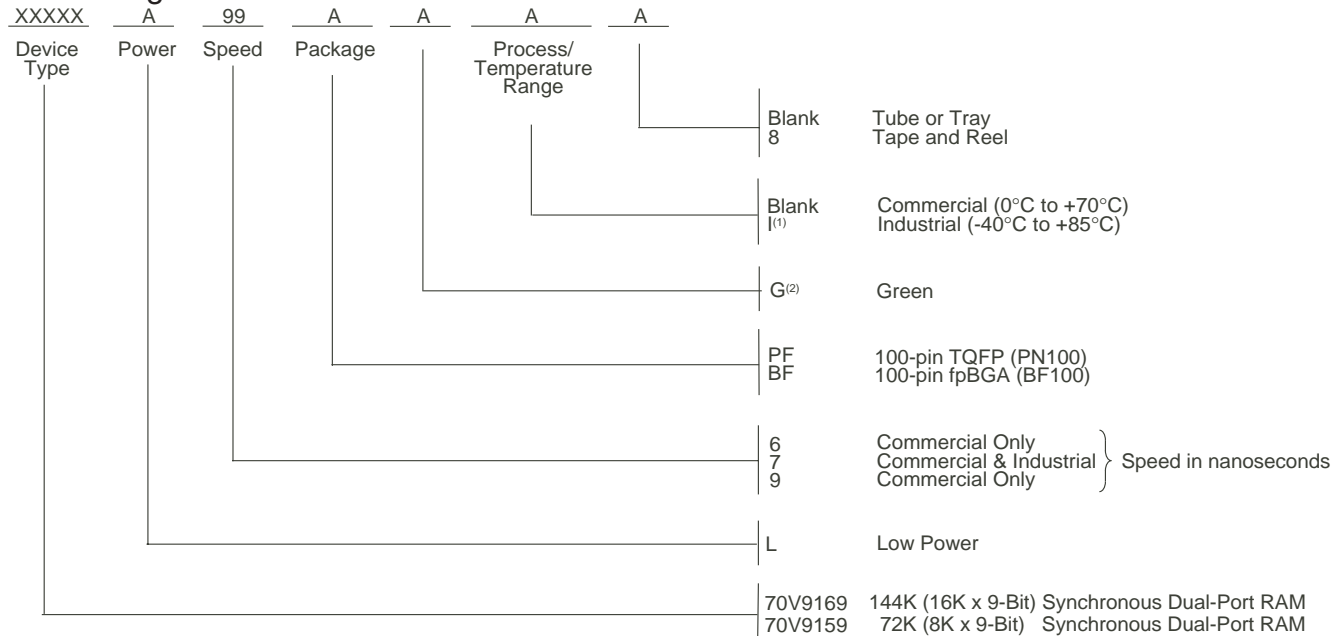 XXXXX A 99 A A A A
Device Type Power Speed Package Process/ Temperature Range
Blank Tube or Tray
8 Tape and Reel
Blank Commercial (0°C to +70°C)
I(1) Industrial (-40°C to +85°C)
G(2) Green
PF 100-pin TQFP (PN100)
BF 100-pin fpBGA (BF100)
6 Commercial Only
7 Commercial & Industrial Speed in nanoseconds
9 Commercial Only
L Low Power
70V9169 144K (16K x 9-Bit) Synchronous Dual-Port RAM
70V9159 72K (8K x 9-Bit) Synchronous Dual-Port RAM